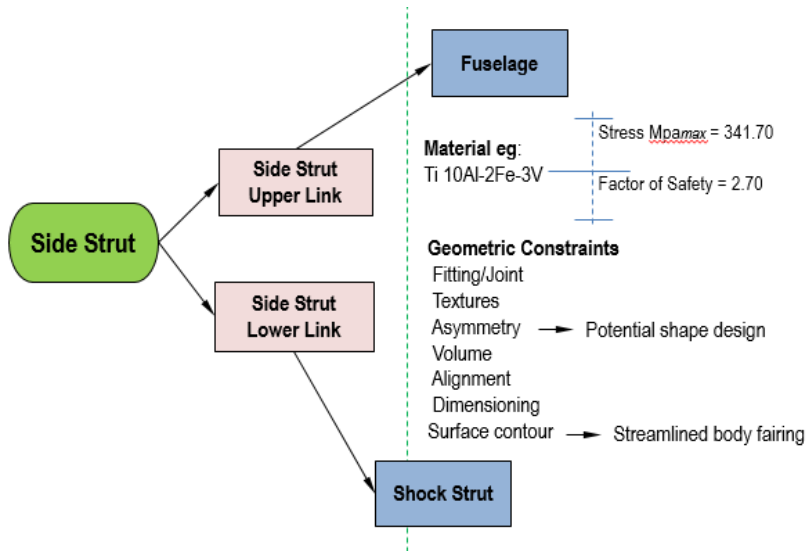 Fuselage
Stress Mpamax = 341.70
Material eg:
Ti 10Al-2Fe-3V
Factor of Safety = 2.70
Side Strut
Upper Link
Side Strut
Geometric Constraints
Fitting/Joint
Textures
Side Strut
Lower Link
Asymmetry
Potential shape design
Volume
Alignment
Dimensioning
Surface contour
Streamlined body fairing
Shock Strut